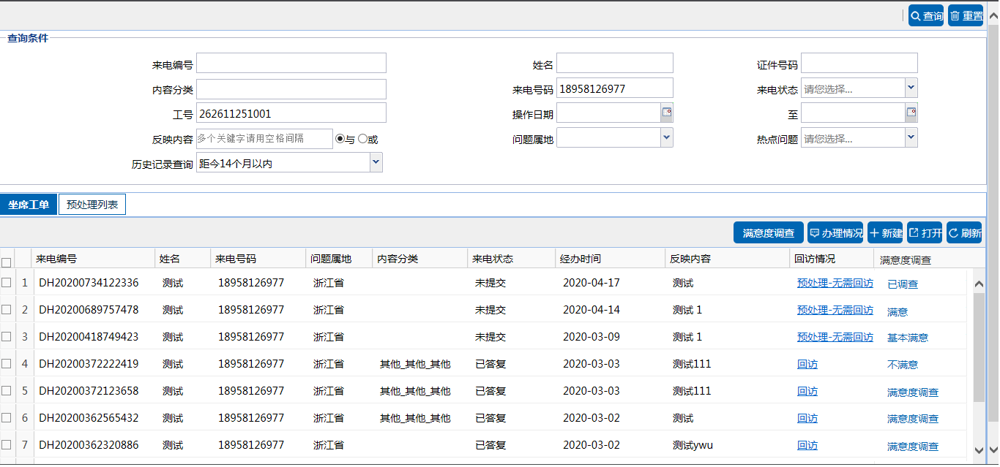 查询 重置
查询条件
来电编号 姓名 证件号码
内容分类 来电号码 18958126977 来电状态 请您选择...
工号 262611251001 操作日期 至
反映内容 多个关键字请用空格间隔 与 或 问题属地 热点问题 请您选择...
历史记录查询 距今14个月以内
坐席工单 预处理列表
满意度调查 办理情况 新建 打开 刷新
来电编号 姓名 来电号码 问题属地 内容分类 来电状态 经办时间 反映内容 回访情况 满意度调查
1 DH20200734122336 测试 18958126977 浙江省 未提交 2020-04-17 测试 预处理-无需回访 已调查
2 DH20200689757478 测试 18958126977 浙江省 未提交 2020-04-14 测试 1 预处理-无需回访 满意
3 DH20200418749423 测试 18958126977 浙江省 未提交 2020-03-09 测试 1 预处理-无需回访 基本满意
4 DH20200372222419 测试 18958126977 浙江省 其他_其他_其他 已答复 2020-03-03 测试111 回访 不满意
5 DH20200372123658 测试 18958126977 浙江省 其他_其他_其他 已答复 2020-03-03 测试111 回访 满意度调查
6 DH20200362565432 测试 18958126977 浙江省 其他_其他_其他 已答复 2020-03-02 测试 回访 满意度调查
7 DH20200362320886 测试 18958126977 浙江省 已答复 2020-03-02 测试ywu 回访 满意度调查